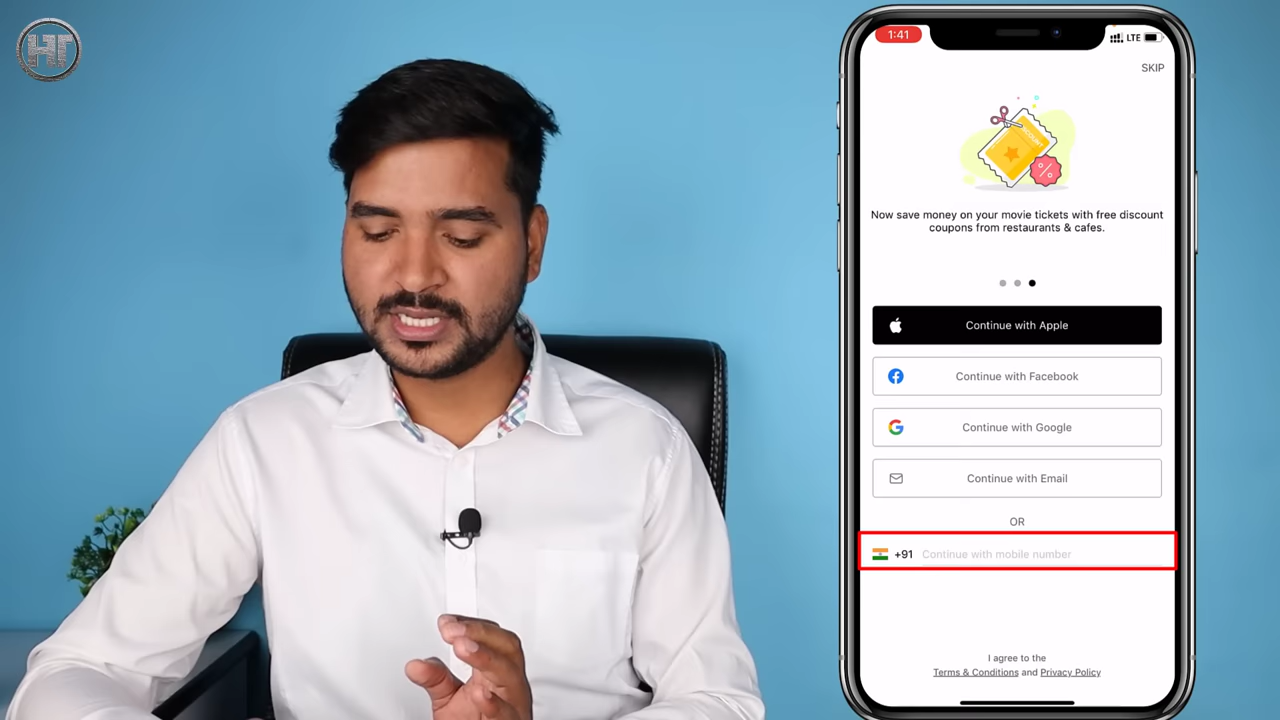 HT
1:41
LTE
SKIP
DISCOUNT
%
Now save money on your movie tickets with free discount
coupons from restaurants & cafes.
Continue with Apple
Continue with Facebook
Continue with Google
Continue with Email
OR
+91 Continue with mobile number
I agree to the
Terms & Conditions and Privacy Policy